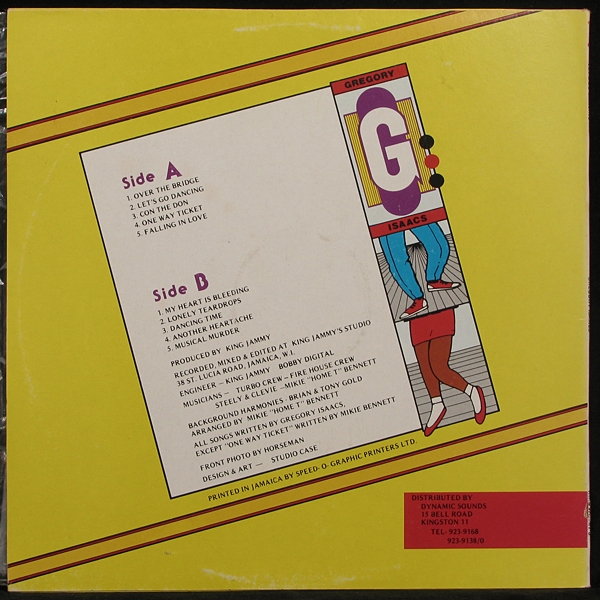 GREGORY
G
ISAACS
Side A
1. OVER THE BRIDGE
2. LET'S GO DANCING
3. CON THE DON
4. ONE WAY TICKET
5. FALLING IN LOVE
Side B
1. MY HEART IS BLEEDING
2. LONELY TEARDROPS
3. DANCING TIME
4. ANOTHER HEARTACHE
5. MUSICAL MURDER
PRODUCED BY KING JAMMY
RECORDED, MIXED & EDITED AT KING JAMMY'S STUDIO
38 ST. LUCIA ROAD, JAMAICA, W.I.
ENGINEER - KING JAMMY BOBBY DIGITAL
MUSICIANS - TURBO CREW - FIRE HOUSE CREW
STEELY & CLEVIE - MIKIE "HOME T" BENNETT
BACKGROUND HARMONIES - BRIAN & TONY GOLD
ARRANGED BY MIKIE "HOME T" BENNETT
ALL SONGS WRITTEN BY GREGORY ISAACS,
EXCEPT "ONE WAY TICKET" WRITTEN BY MIKIE BENNETT
FRONT PHOTO BY HORSEMAN
DESIGN & ART — STUDIO CASE
PRINTED IN JAMAICA BY SPEED-O-GRAPHIC PRINTERS LTD.
DISTRIBUTED BY
DYNAMIC SOUNDS
15 BELL ROAD
KINGSTON 11
TEL: 923-9168
923-9138/0